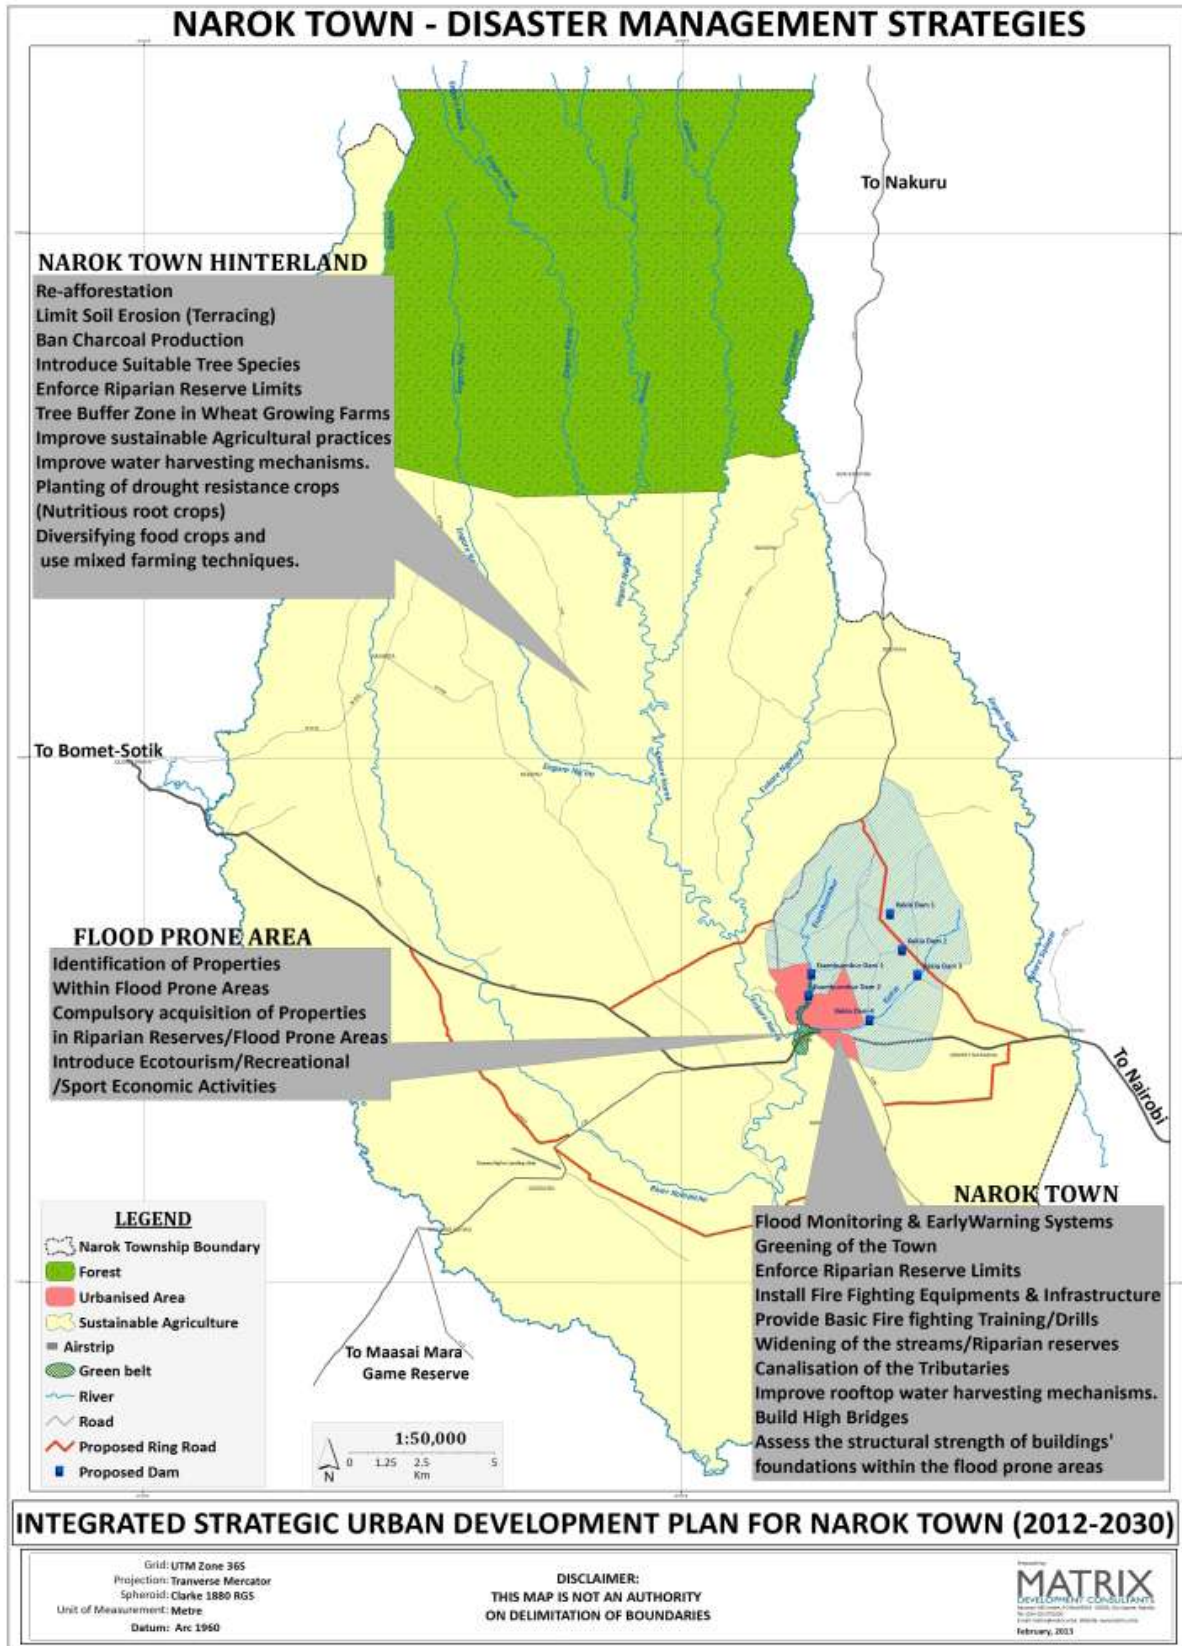 NAROK TOWN - DISASTER MANAGEMENT STRATEGIES
To Nakuru
NAROK TOWN HINTERLAND
Re-afforestation
Limit Soil Erosion (Terracing)
Ban Charcoal Production
Introduce Suitable Tree Species
Enforce Riparian Reserve Limits
Tree Buffer Zone in Wheat Growing Farms
Improve sustainable Agricultural practices
Improve water harvesting mechanisms.
Planting of drought resistance crops
(Nutritious root crops)
Diversifying food crops and
use mixed farming techniques.
To Bomet-Sotik
Engare Narok
FLOOD PRONE AREA
Identification of Properties
Within Flood Prone Areas
Compulsory acquisition of Properties
in Riparian Reserves/Flood Prone Areas
Introduce Ecotourism/Recreational
/Sport Economic Activities
To Nairobi
NAROK TOWN
Flood Monitoring & EarlyWarning Systems
Greening of the Town
Enforce Riparian Reserve Limits
Install Fire Fighting Equipments & Infrastructure
Provide Basic Fire fighting Training/Drills
Widening of the streams/Riparian reserves
Canalisation of the Tributaries
Improve rooftop water harvesting mechanisms.
Build High Bridges
Assess the structural strength of buildings'
foundations within the flood prone areas
To Maasai Mara
Game Reserve
LEGEND
Narok Township Boundary
Forest
Urbanised Area
Sustainable Agriculture
Airstrip
Green belt
River
Road
Proposed Ring Road
Proposed Dam
1:50,000
0 1.25 2.5 5
Km
N
INTEGRATED STRATEGIC URBAN DEVELOPMENT PLAN FOR NAROK TOWN (2012-2030)
Grid: UTM Zone 36S
Projection: Tranverse Mercator
Spheroid: Clarke 1880 RGS
Unit of Measurement: Metre
Datum: Arc 1960
DISCLAIMER:
THIS MAP IS NOT AN AUTHORITY
ON DELIMITATION OF BOUNDARIES
MATRIX
DEVELOPMENT CONSULTANTS
February, 2013